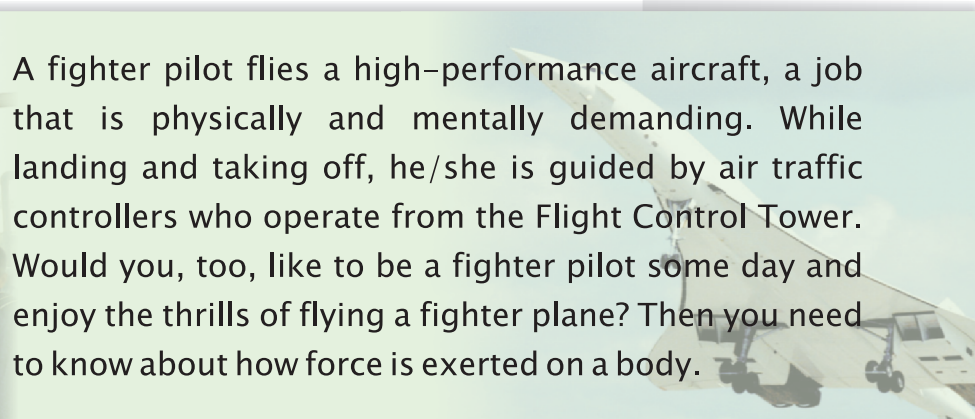 A fighter pilot flies a high–performance aircraft, a job
that is physically and mentally demanding. While
landing and taking off, he/she is guided by air traffic
controllers who operate from the Flight Control Tower.
Would you, too, like to be a fighter pilot some day and
enjoy the thrills of flying a fighter plane? Then you need
to know about how force is exerted on a body.